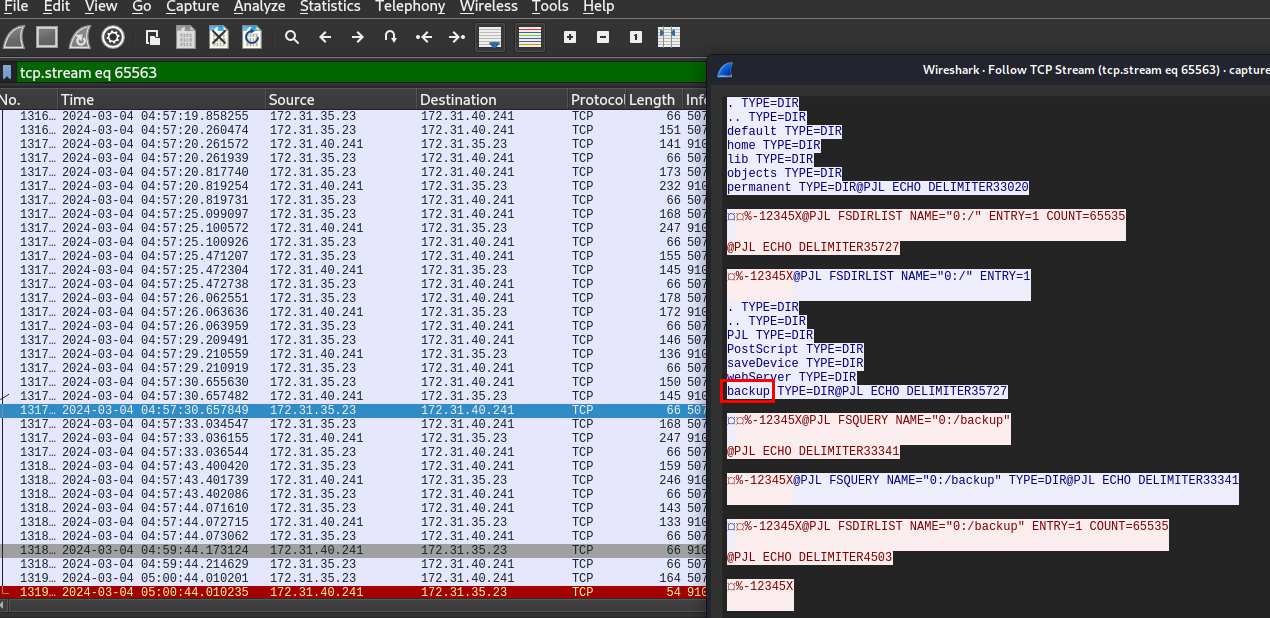 File Edit View Go Capture Analyze Statistics Telephony Wireless Tools Help
tcp.stream eq 65563
No. Time Source Destination Protocol Length Info
1316… 2024-03-04 04:57:19.858255 172.31.35.23 172.31.40.241 TCP 66 507
1316… 2024-03-04 04:57:20.260474 172.31.35.23 172.31.40.241 TCP 151 507
1317… 2024-03-04 04:57:20.261572 172.31.40.241 172.31.35.23 TCP 141 910
1317… 2024-03-04 04:57:20.261939 172.31.35.23 172.31.40.241 TCP 66 507
1317… 2024-03-04 04:57:20.817740 172.31.35.23 172.31.40.241 TCP 173 507
1317… 2024-03-04 04:57:20.819254 172.31.40.241 172.31.35.23 TCP 232 910
1317… 2024-03-04 04:57:20.819731 172.31.35.23 172.31.40.241 TCP 66 507
1317… 2024-03-04 04:57:25.099097 172.31.35.23 172.31.40.241 TCP 168 507
1317… 2024-03-04 04:57:25.100572 172.31.40.241 172.31.35.23 TCP 247 910
1317… 2024-03-04 04:57:25.100926 172.31.35.23 172.31.40.241 TCP 66 507
1317… 2024-03-04 04:57:25.471207 172.31.35.23 172.31.40.241 TCP 155 507
1317… 2024-03-04 04:57:25.472304 172.31.40.241 172.31.35.23 TCP 145 910
1317… 2024-03-04 04:57:25.472738 172.31.35.23 172.31.40.241 TCP 66 507
1317… 2024-03-04 04:57:26.062551 172.31.35.23 172.31.40.241 TCP 178 507
1317… 2024-03-04 04:57:26.063636 172.31.40.241 172.31.35.23 TCP 172 910
1317… 2024-03-04 04:57:26.063959 172.31.35.23 172.31.40.241 TCP 66 507
1317… 2024-03-04 04:57:29.209491 172.31.35.23 172.31.40.241 TCP 146 507
1317… 2024-03-04 04:57:29.210559 172.31.40.241 172.31.35.23 TCP 136 910
1317… 2024-03-04 04:57:29.210919 172.31.35.23 172.31.40.241 TCP 66 507
1317… 2024-03-04 04:57:30.655630 172.31.35.23 172.31.40.241 TCP 150 507
1317… 2024-03-04 04:57:30.657482 172.31.40.241 172.31.35.23 TCP 145 910
1317… 2024-03-04 04:57:30.657849 172.31.35.23 172.31.40.241 TCP 66 507
1317… 2024-03-04 04:57:33.034547 172.31.35.23 172.31.40.241 TCP 168 507
1317… 2024-03-04 04:57:33.036155 172.31.40.241 172.31.35.23 TCP 247 910
1317… 2024-03-04 04:57:33.036544 172.31.35.23 172.31.40.241 TCP 66 507
1318… 2024-03-04 04:57:43.400420 172.31.35.23 172.31.40.241 TCP 159 507
1318… 2024-03-04 04:57:43.401739 172.31.40.241 172.31.35.23 TCP 246 910
1318… 2024-03-04 04:57:43.402086 172.31.35.23 172.31.40.241 TCP 66 507
1318… 2024-03-04 04:57:44.071610 172.31.35.23 172.31.40.241 TCP 143 507
1318… 2024-03-04 04:57:44.072715 172.31.40.241 172.31.35.23 TCP 133 910
1318… 2024-03-04 04:57:44.073062 172.31.35.23 172.31.40.241 TCP 66 507
1318… 2024-03-04 04:59:44.173124 172.31.40.241 172.31.35.23 TCP 66 910
1318… 2024-03-04 04:59:44.214629 172.31.35.23 172.31.40.241 TCP 66 507
1319… 2024-03-04 05:00:44.010201 172.31.35.23 172.31.40.241 TCP 164 507
1319… 2024-03-04 05:00:44.010235 172.31.40.241 172.31.35.23 TCP 54 910
Wireshark · Follow TCP Stream (tcp.stream eq 65563) · capture
. TYPE=DIR
.. TYPE=DIR
default TYPE=DIR
home TYPE=DIR
lib TYPE=DIR
objects TYPE=DIR
permanent TYPE=DIR@PJL ECHO DELIMITER33020
¤¤%-12345X@PJL FSDIRLIST NAME="0:/" ENTRY=1 COUNT=65535
@PJL ECHO DELIMITER35727
¤%-12345X@PJL FSDIRLIST NAME="0:/" ENTRY=1
. TYPE=DIR
.. TYPE=DIR
PJL TYPE=DIR
PostScript TYPE=DIR
saveDevice TYPE=DIR
webServer TYPE=DIR
backup TYPE=DIR@PJL ECHO DELIMITER35727
¤¤%-12345X@PJL FSQUERY NAME="0:/backup"
@PJL ECHO DELIMITER33341
¤%-12345X@PJL FSQUERY NAME="0:/backup" TYPE=DIR@PJL ECHO DELIMITER33341
¤¤%-12345X@PJL FSDIRLIST NAME="0:/backup" ENTRY=1 COUNT=65535
@PJL ECHO DELIMITER4503
¤%-12345X